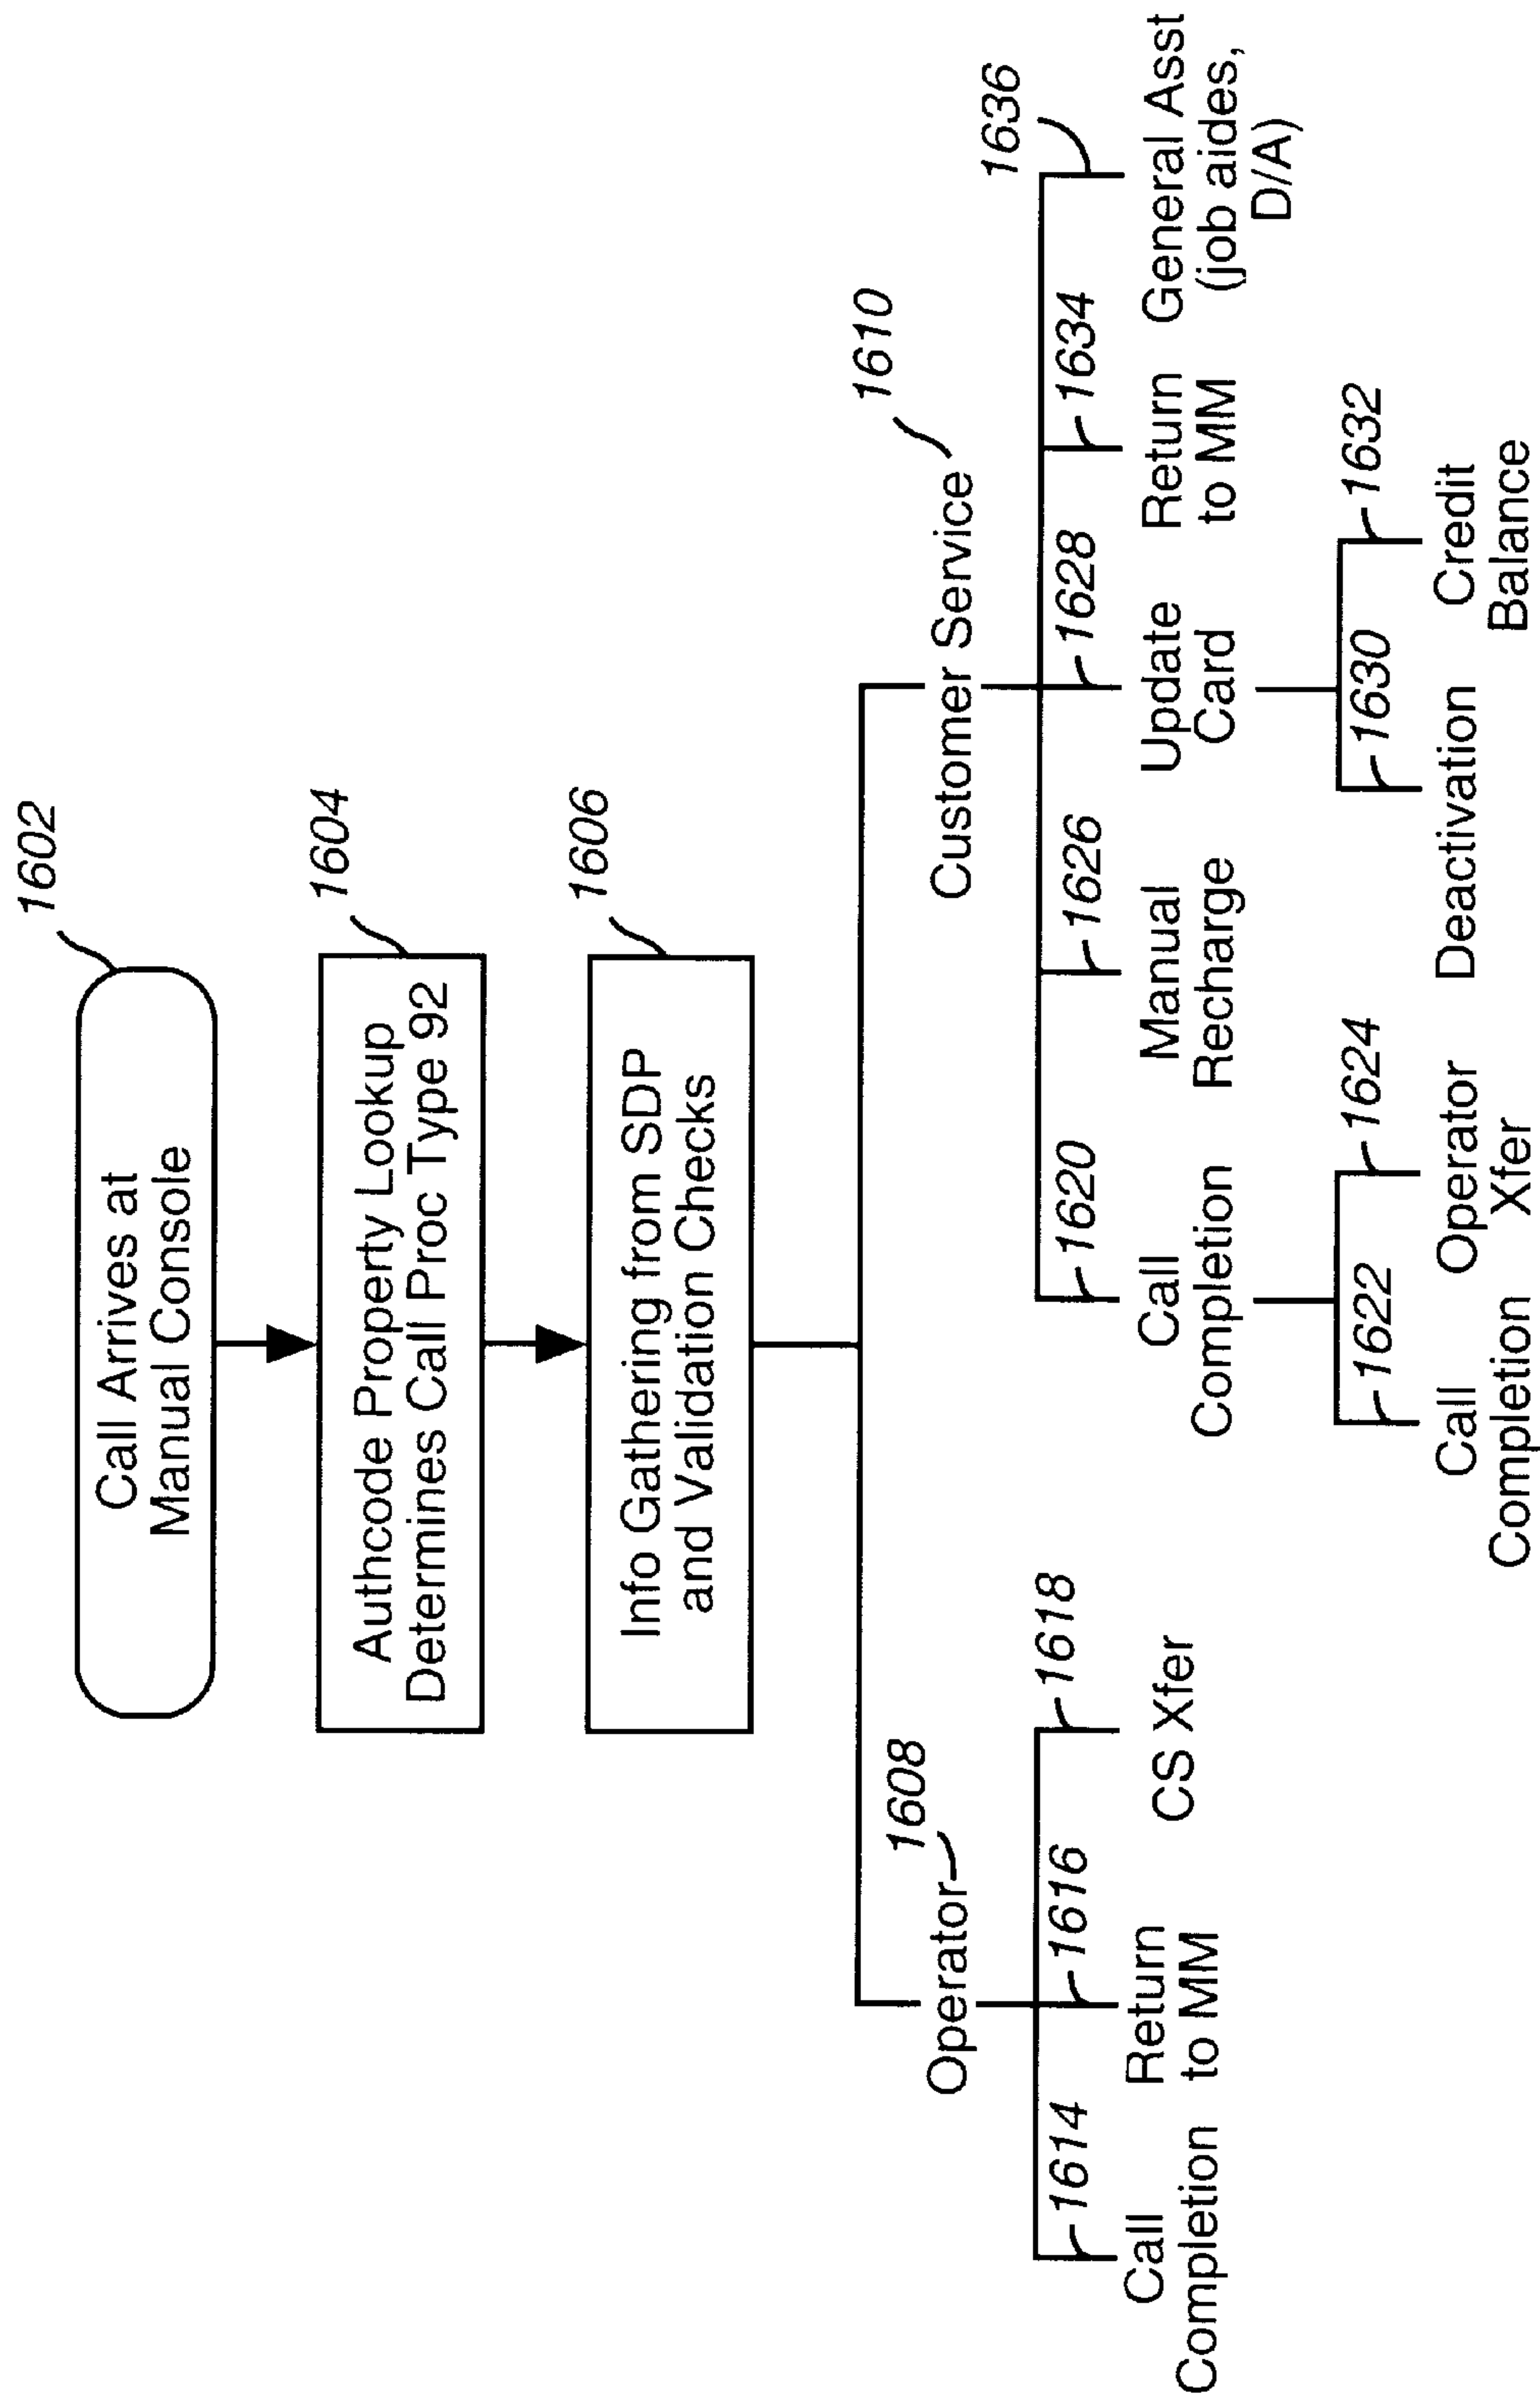 1602
Call Arrives at
Manual Console
1604
Authcode Property Lookup
Determines Call Proc Type 92
1606
Info Gathering from SDP
and Validation Checks
Operator
1608
Customer Service
1610
1614
Call
Completion
1616
Return
to MM
1618
CS Xfer
1620
Call
Completion
1626
Manual
Recharge
1628
Update
Card
1634
Return
to MM
1636
General Asst
(job aides,
D/A)
1622
Call
Completion
1624
Operator
Xfer
1630
Deactivation
1632
Credit
Balance